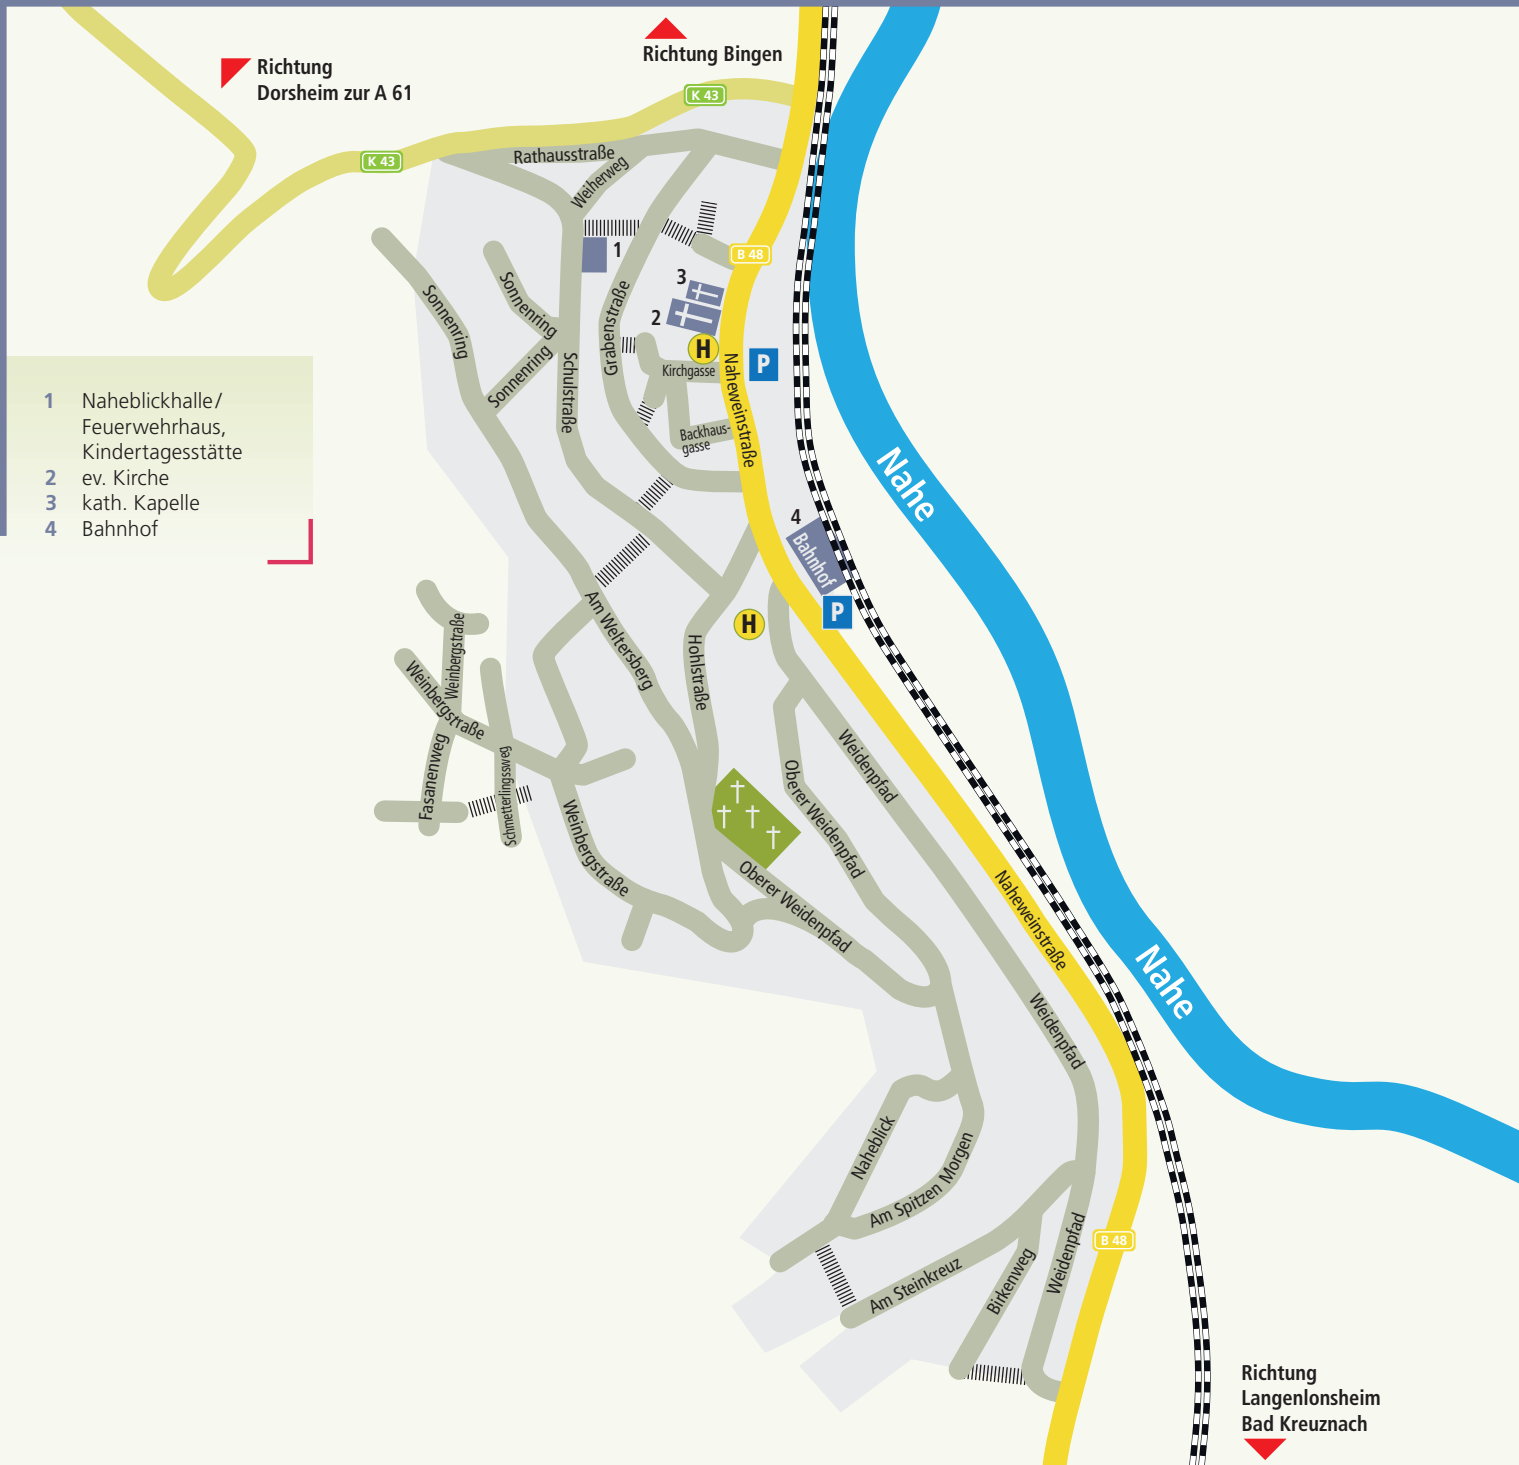 Richtung Bingen
Richtung
Dorsheim zur A 61
K 43
K 43
Rathausstraße
Weiherweg
1
B 48
3
2
H
P
Kirchgasse
Sonnenring
Sonnenring
Sonnenring
Schulstraße
Grabenstraße
Naheweinstraße
Backhaus-
gasse
1 Naheblickhalle/
Feuerwehrhaus,
Kindertagesstätte
2 ev. Kirche
3 kath. Kapelle
4 Bahnhof
Nahe
4
Bahnhof
P
H
Am Weltersberg
Hohlstraße
Weinbergstraße
Weinbergstraße
Fasanenweg
Schmetterlingssweg
Weinbergstraße
Oberer Weidenpfad
Weidenpfad
Oberer Weidenpfad
Naheweinstraße
Nahe
Weidenpfad
Naheblick
Am Spitzen Morgen
Am Steinkreuz
Birkenweg
Weidenpfad
B 48
Richtung
Langenlonsheim
Bad Kreuznach